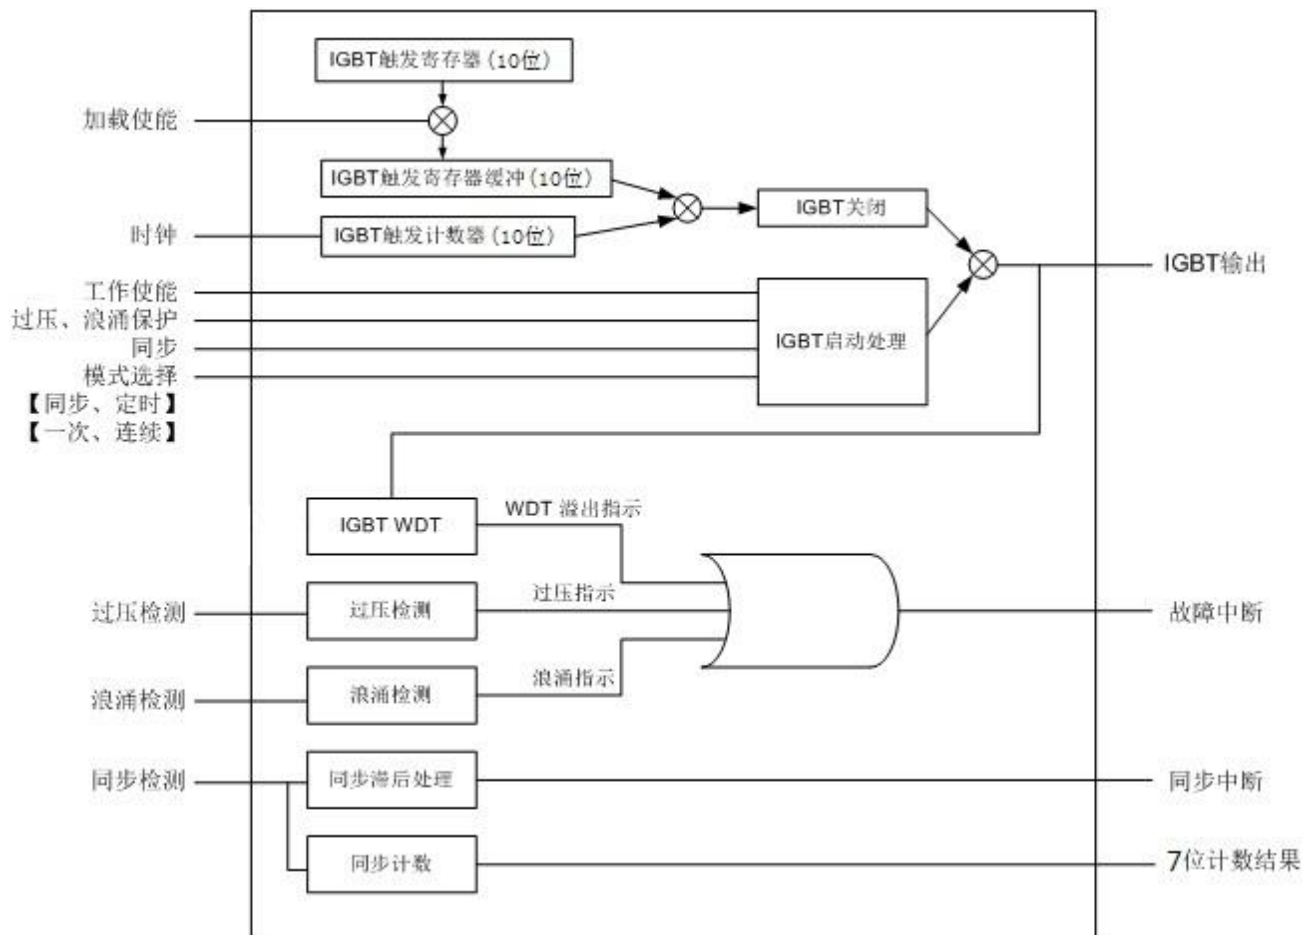 IGBT触发寄存器(10位)
加载使能
IGBT触发寄存器缓冲(10位)
IGBT关闭
时钟
IGBT触发计数器(10位)
IGBT输出
工作使能
过压、浪涌保护
同步
模式选择
【同步、定时】
【一次、连续】
IGBT启动处理
IGBT WDT
WDT 溢出指示
过压检测
过压检测
过压指示
故障中断
浪涌检测
浪涌检测
浪涌指示
同步检测
同步滞后处理
同步中断
同步计数
7位计数结果